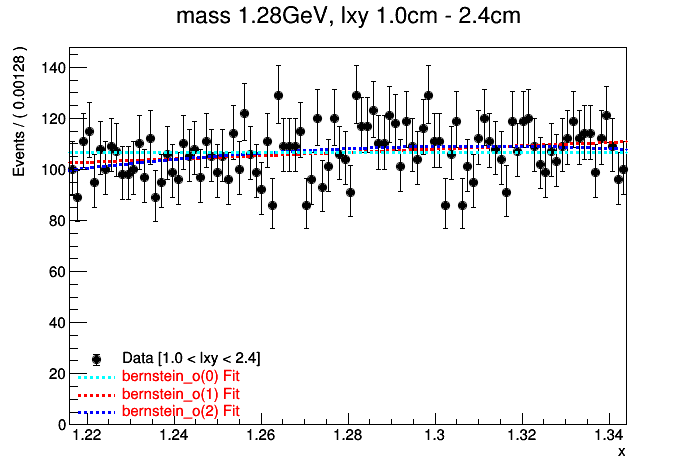 mass 1.28GeV, lxy 1.0cm - 2.4cm
Events / ( 0.00128 )
140
120
100
80
60
40
20
0
Data [1.0 < lxy < 2.4]
bernstein_o(0) Fit
bernstein_o(1) Fit
bernstein_o(2) Fit
1.22 1.24 1.26 1.28 1.3 1.32 1.34
x